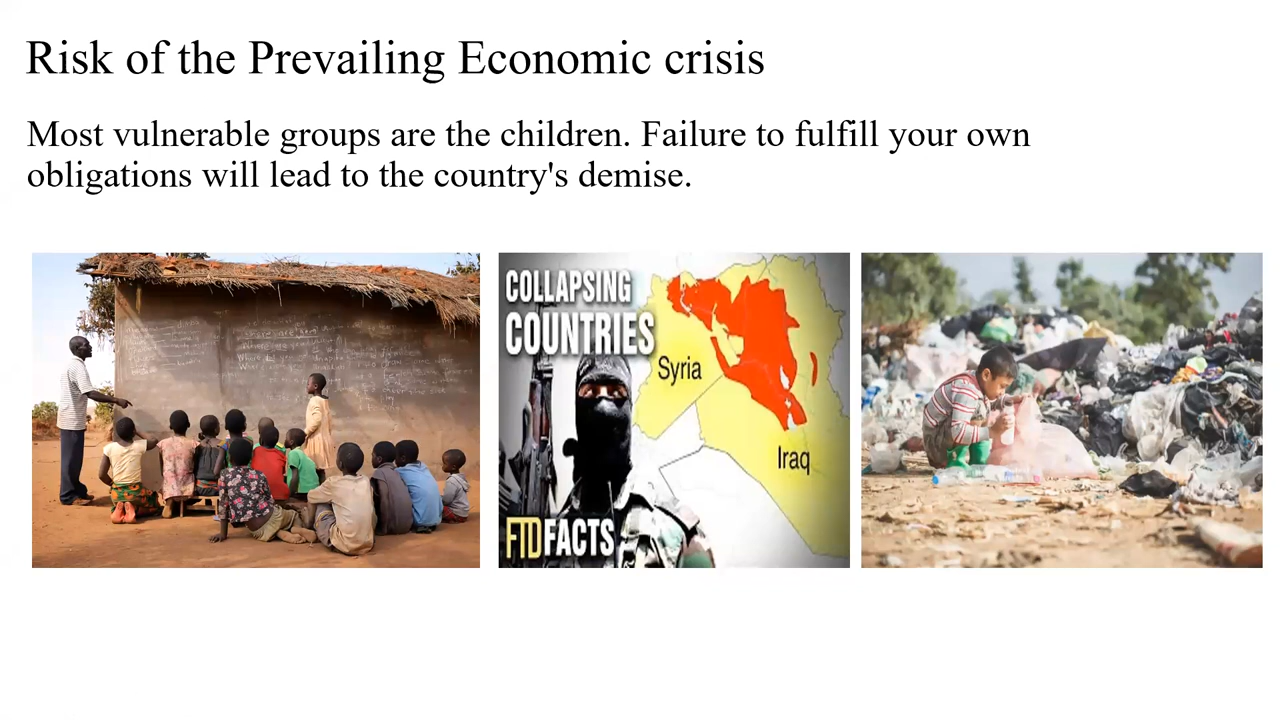 Risk of the Prevailing Economic crisis
Most vulnerable groups are the children. Failure to fulfill your own
obligations will lead to the country's demise.
COLLAPSING
COUNTRIES
Syria
Iraq
FTDFACTS